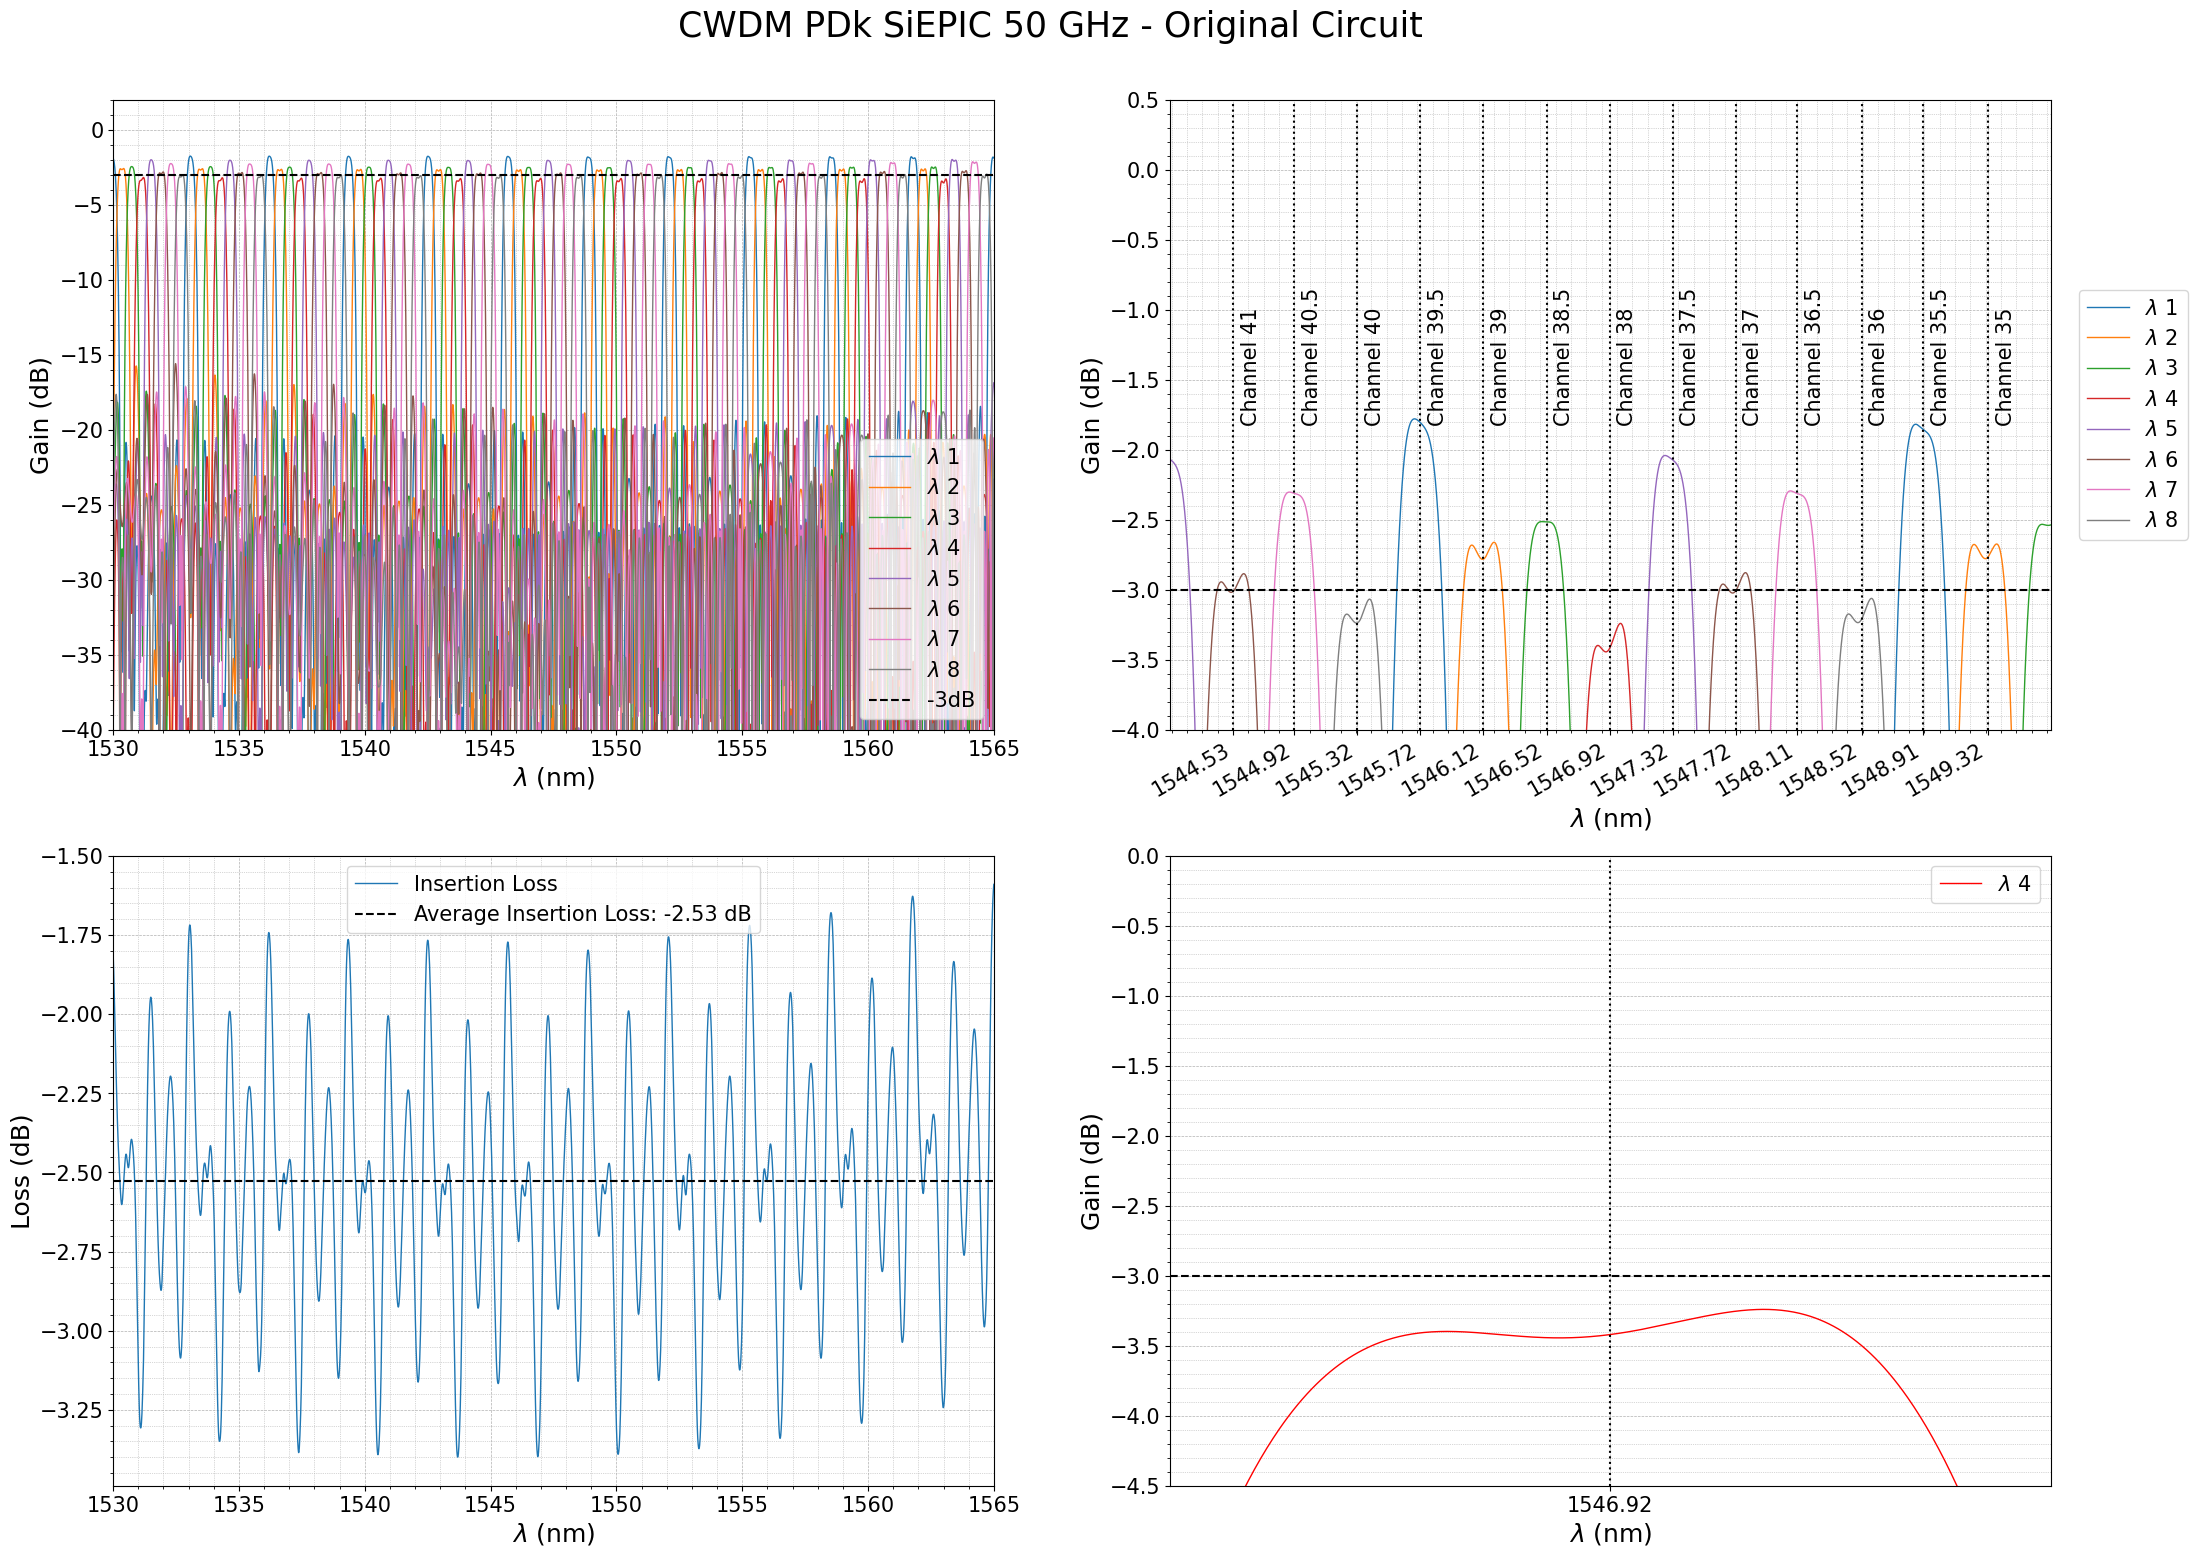 CWDM PDk SiEPIC 50 GHz - Original Circuit
Gain (dB)
0
−5
−10
−15
−20
−25
−30
−35
−40
λ 1
λ 2
λ 3
λ 4
λ 5
λ 6
λ 7
λ 8
-3dB
1530 1535 1540 1545 1550 1555 1560 1565
λ (nm)
Gain (dB)
0.5
0.0
−0.5
−1.0
−1.5
−2.0
−2.5
−3.0
−3.5
−4.0
Channel 41
Channel 40.5
Channel 40
Channel 39.5
Channel 39
Channel 38.5
Channel 38
Channel 37.5
Channel 37
Channel 36.5
Channel 36
Channel 35.5
Channel 35
1544.53 1544.92 1545.32 1545.72 1546.12 1546.52 1546.92 1547.32 1547.72 1548.11 1548.52 1548.91 1549.32
λ (nm)
λ 1
λ 2
λ 3
λ 4
λ 5
λ 6
λ 7
λ 8
Loss (dB)
−1.50
−1.75
−2.00
−2.25
−2.50
−2.75
−3.00
−3.25
Insertion Loss
Average Insertion Loss: -2.53 dB
1530 1535 1540 1545 1550 1555 1560 1565
λ (nm)
Gain (dB)
0.0
−0.5
−1.0
−1.5
−2.0
−2.5
−3.0
−3.5
−4.0
−4.5
λ 4
1546.92
λ (nm)